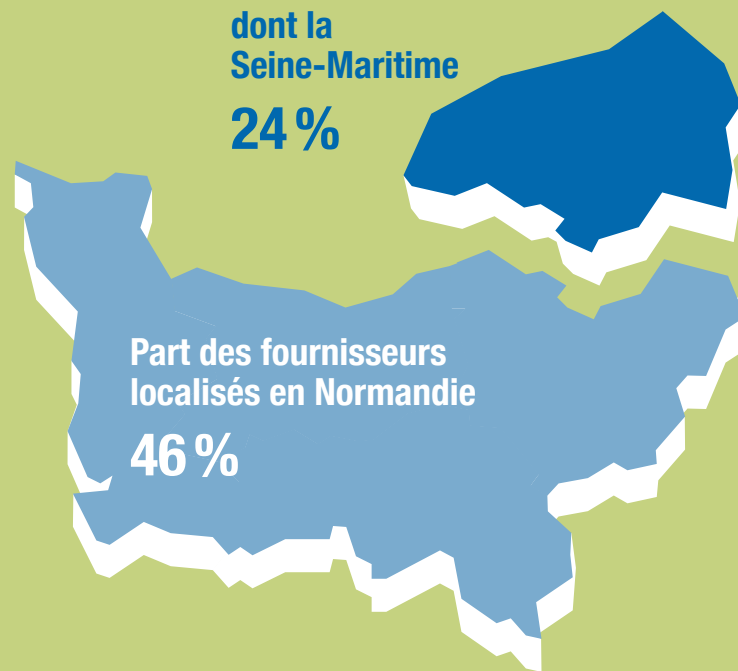 dont la
Seine-Maritime
24 %
Part des fournisseurs
localisés en Normandie
46 %